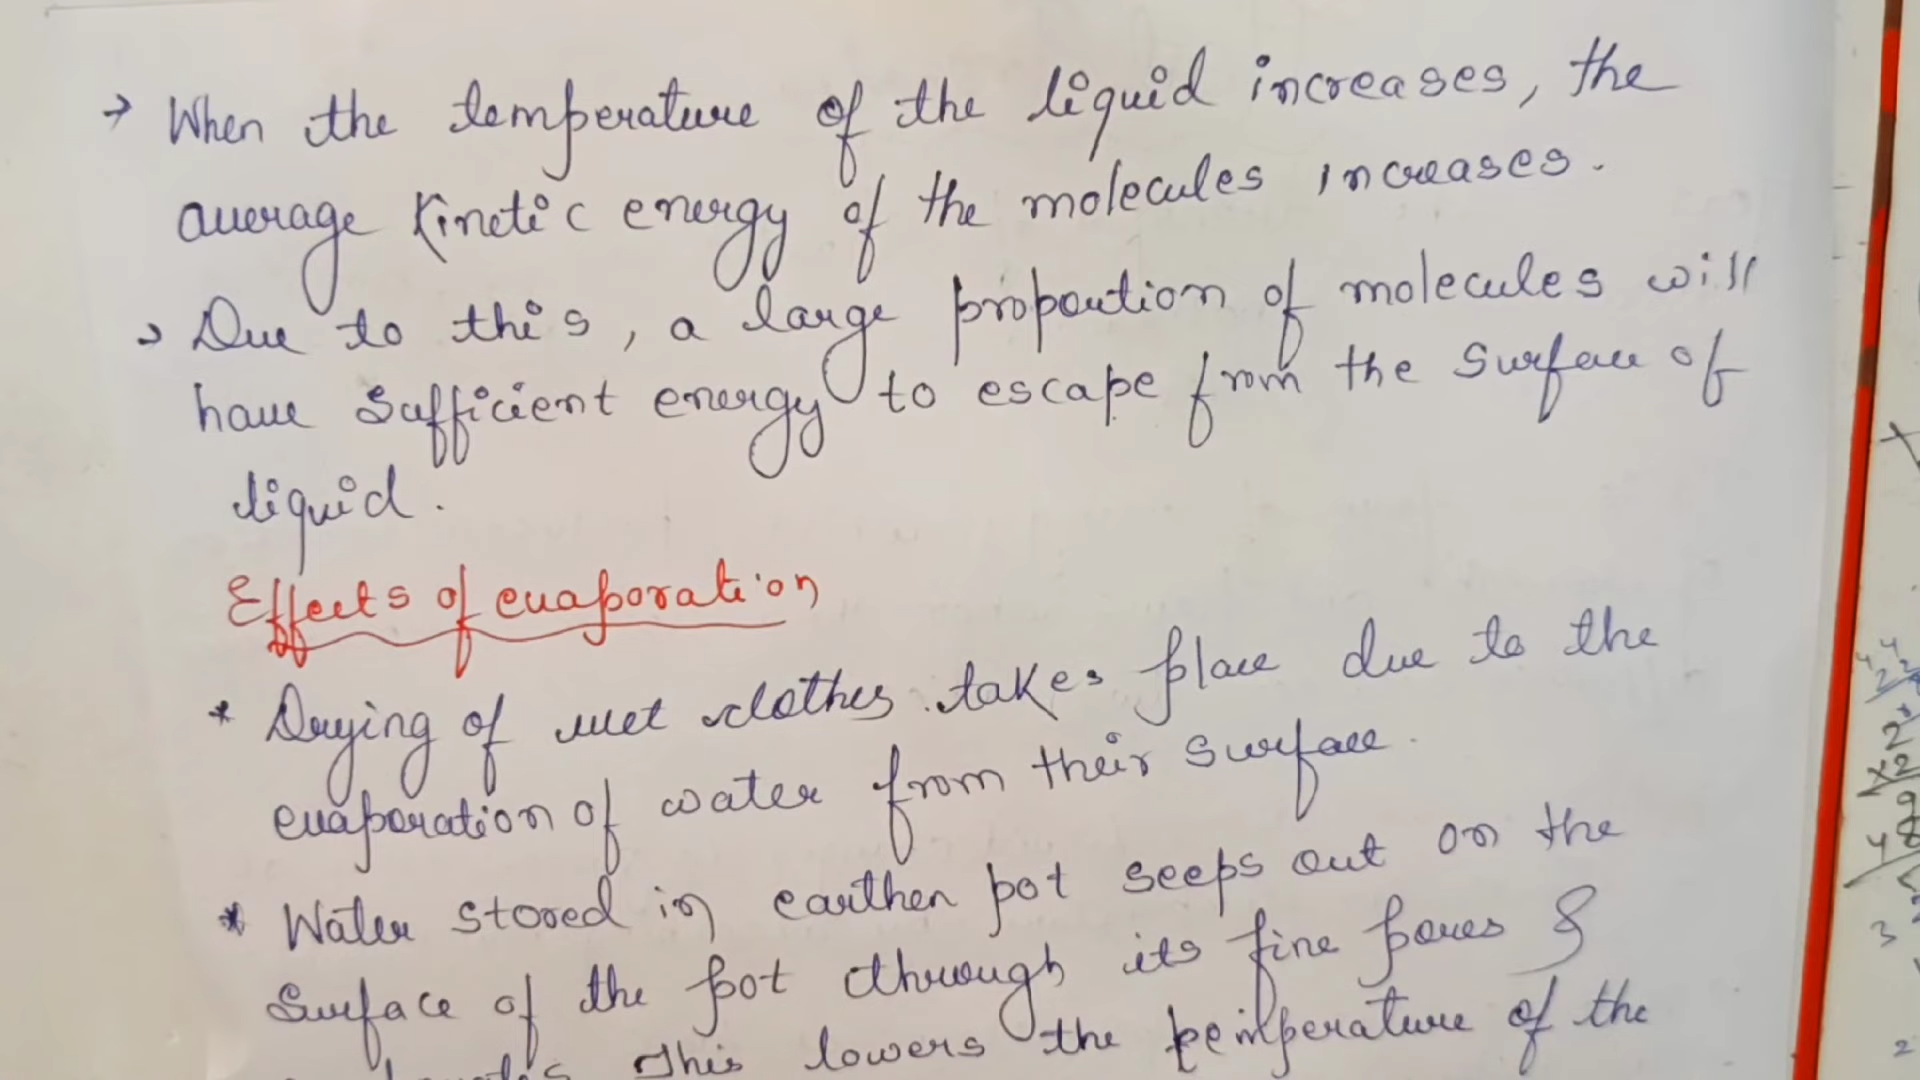 → When the temperature of the liquid increases, the
average Kinetic energy of the molecules increases.
→ Due to this, a large proportion of molecules will
have sufficient energy to escape from the surface of
liquid.
Effects of evaporation
* Drying of wet clothes takes place due to the
evaporation of water from their surface.
* Water stored in earthen pot seeps out on the
surface of the pot through its fine pores &
This lowers the temperature of the